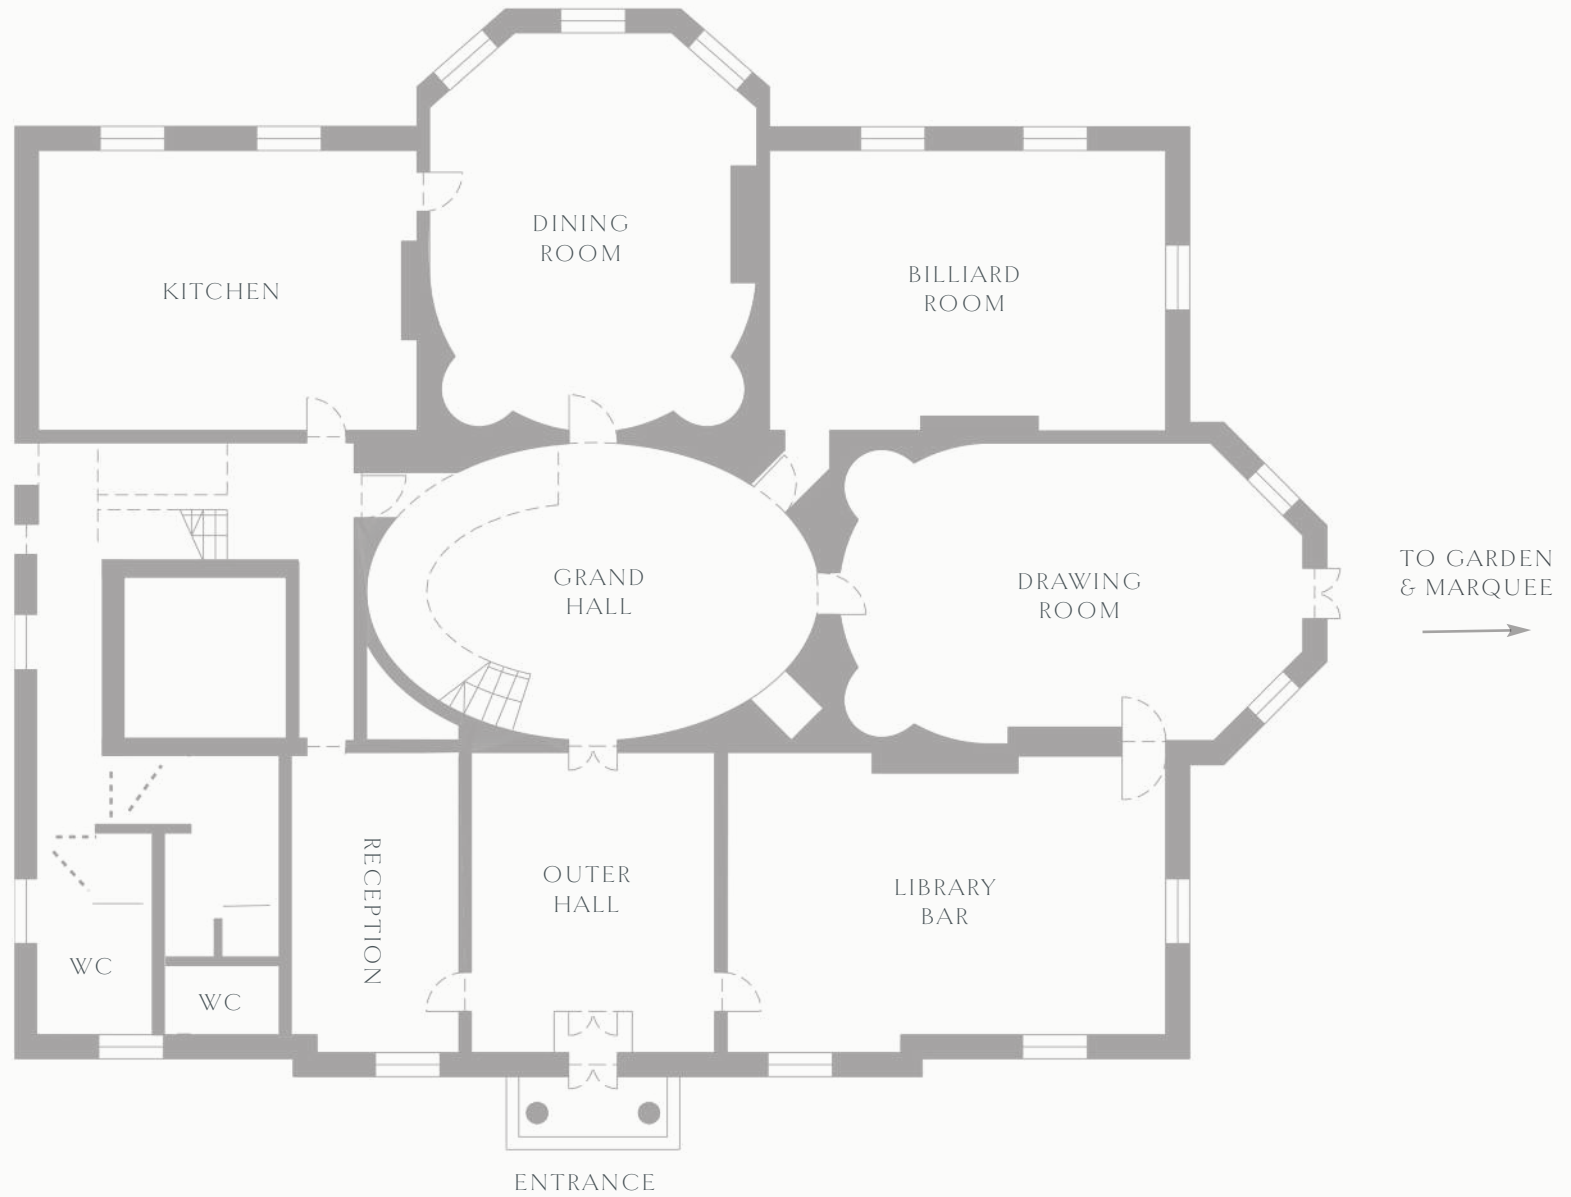 DINING
ROOM
KITCHEN
BILLIARD
ROOM
GRAND
HALL
DRAWING
ROOM
TO GARDEN
& MARQUEE
RECEPTION
OUTER
HALL
LIBRARY
BAR
WC
WC
ENTRANCE